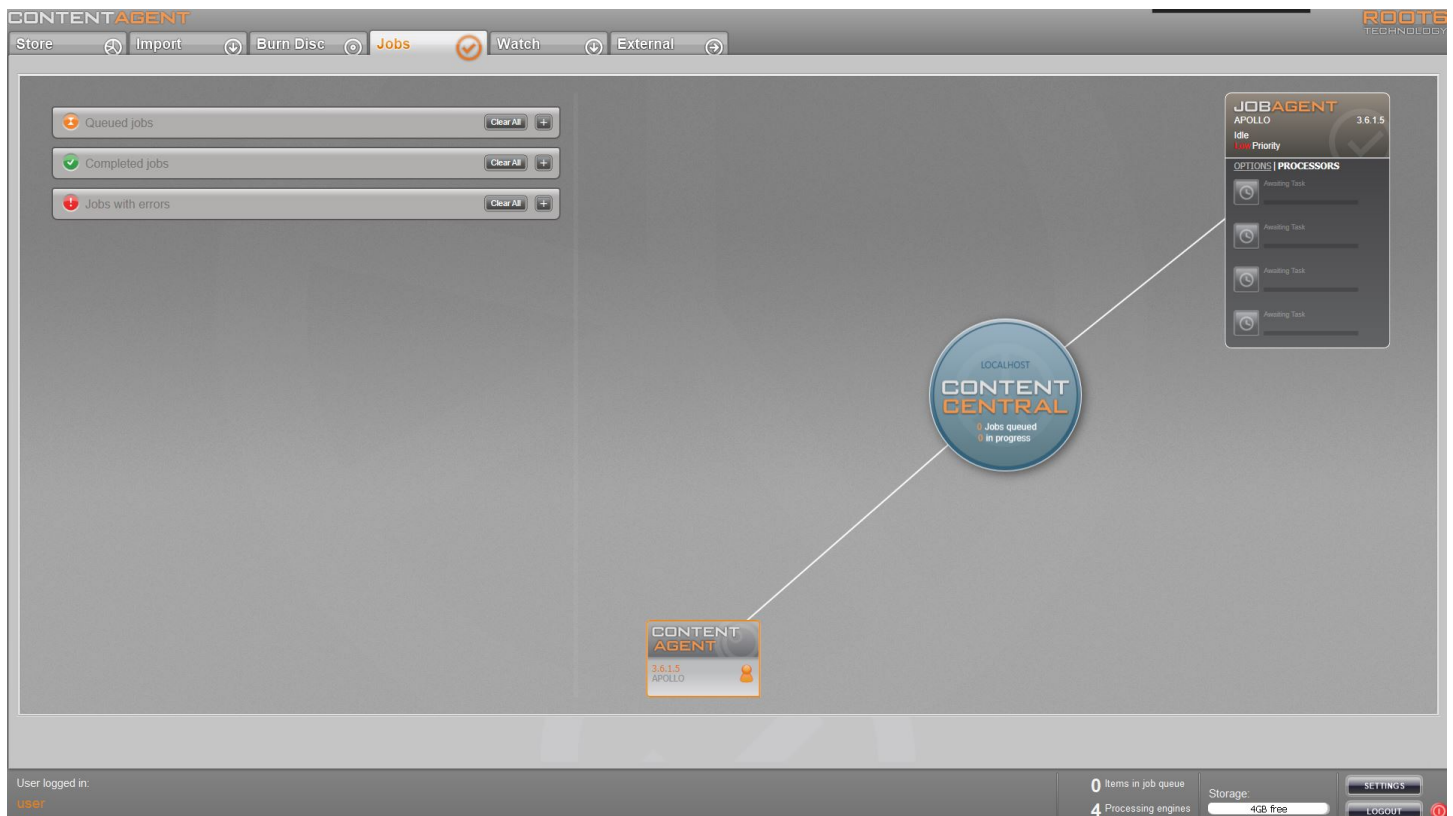 CONTENTAGENT
ROOT6
TECHNOLOGY
Store
Import
Burn Disc
Jobs
Watch
External
Queued jobs
Clear All
+
Completed jobs
Clear All
+
Jobs with errors
Clear All
+
JOBAGENT
APOLLO 3.6.1.5
Idle
Low Priority
OPTIONS | PROCESSORS
Awaiting Task
Awaiting Task
Awaiting Task
Awaiting Task
LOCALHOST
CONTENT
CENTRAL
0 Jobs queued
0 in progress
CONTENT
AGENT
3.6.1.5
APOLLO
User logged in:
user
0 Items in job queue
4 Processing engines
Storage:
4GB free
SETTINGS
LOGOUT